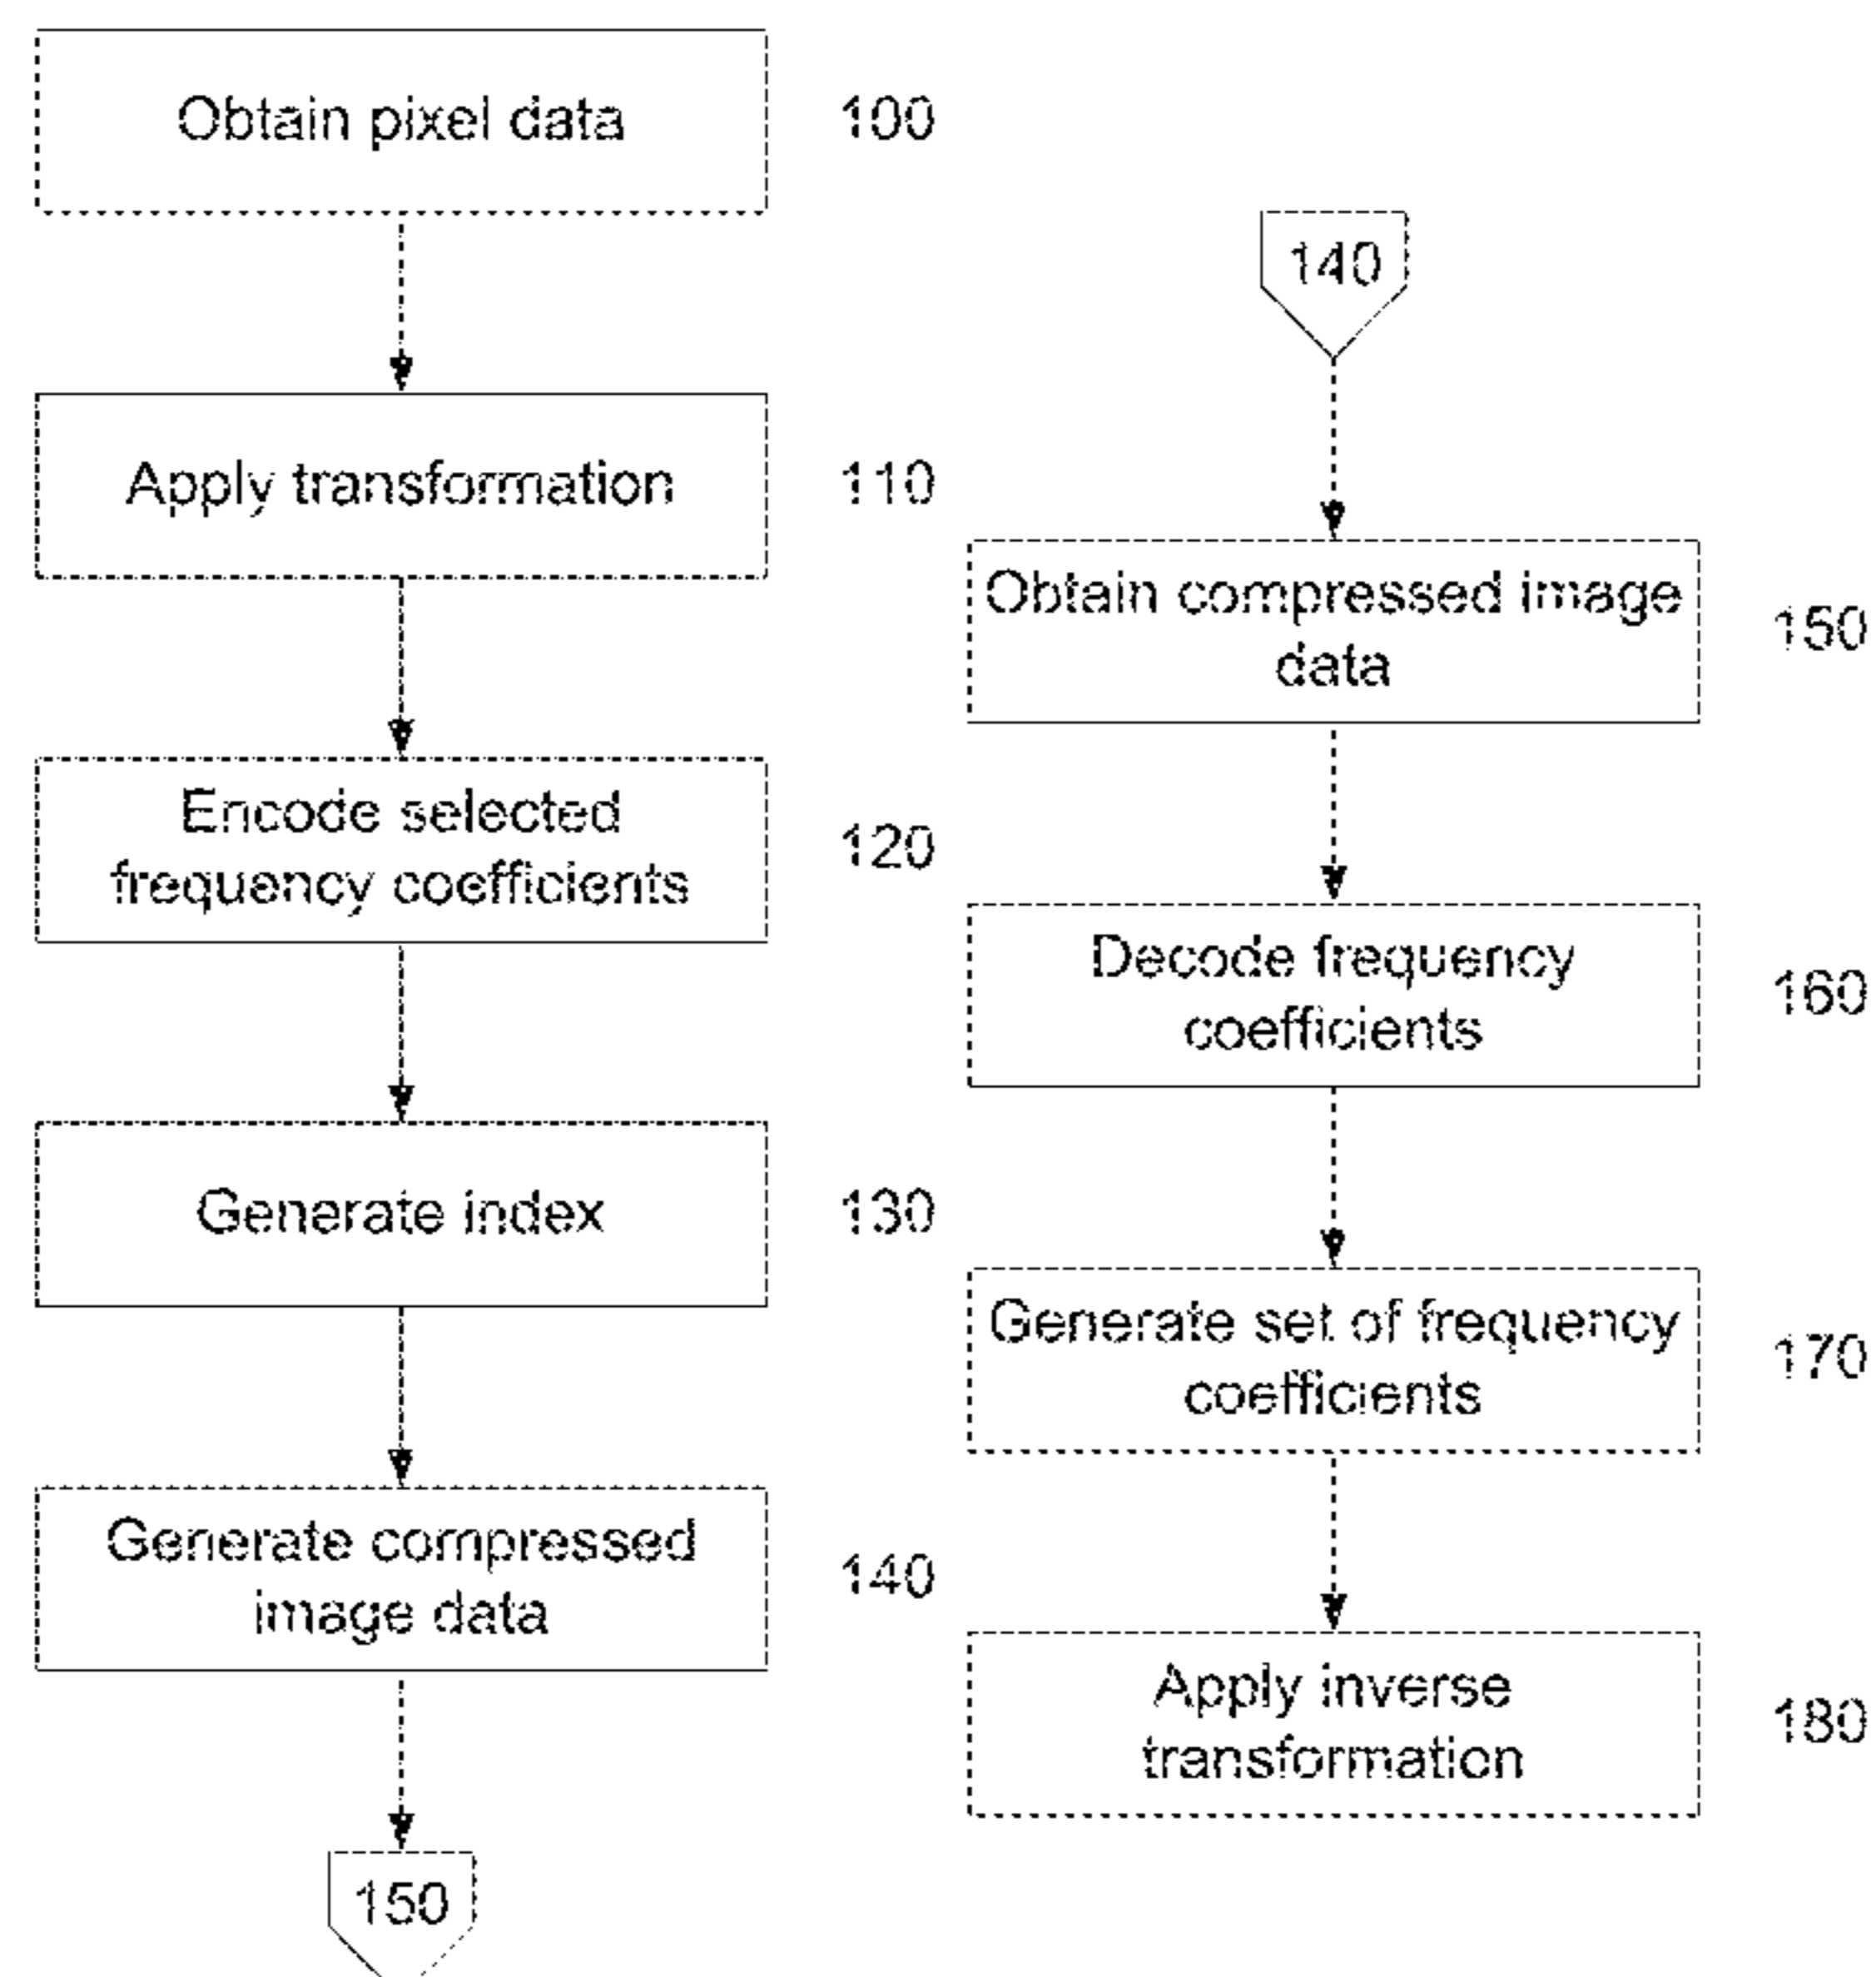 Obtain pixel data
100
Apply transformation
110
Encode selected
frequency coefficients
120
Generate index
130
Generate compressed
image data
140
150
140
Obtain compressed image
data
150
Decode frequency
coefficients
160
Generate set of frequency
coefficients
170
Apply inverse
transformation
180